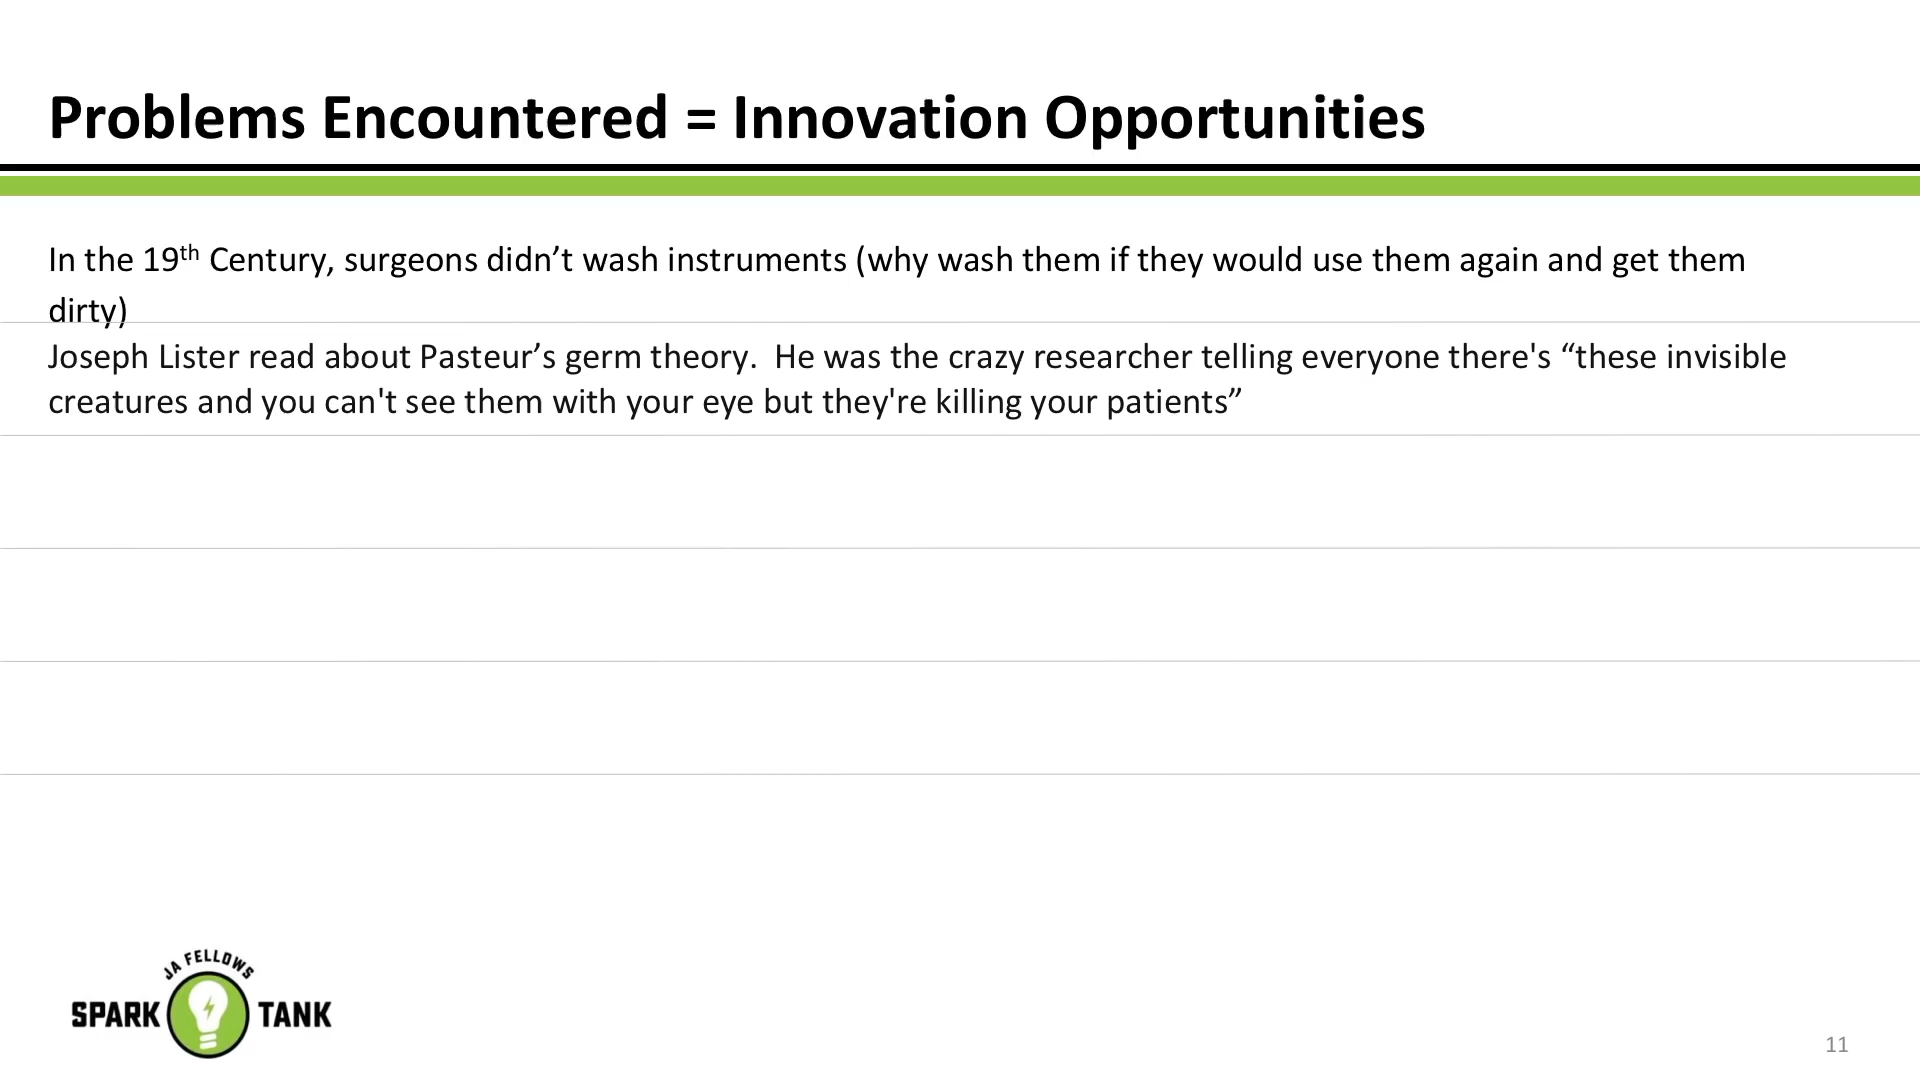 Problems Encountered = Innovation Opportunities
In the 19th Century, surgeons didn’t wash instruments (why wash them if they would use them again and get them
dirty)
Joseph Lister read about Pasteur’s germ theory.  He was the crazy researcher telling everyone there's “these invisible
creatures and you can't see them with your eye but they're killing your patients”
JA FELLOWS
SPARK TANK
11